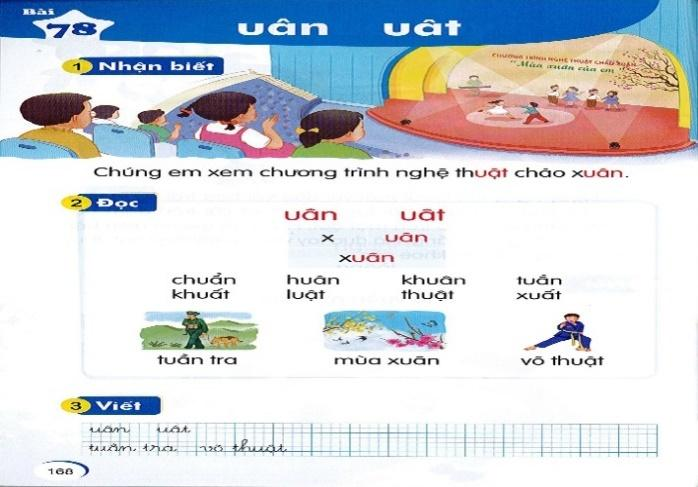 Bài
78
uân uât
1 Nhận biết
CHƯƠNG TRÌNH NGHỆ THUẬT CHÀO XUÂN
"Mùa xuân của em
Chúng em xem chương trình nghệ thuật chào xuân.
2 Đọc
uân uât
x uân
xuân
chuẩn huân khuân tuần
khuất luật thuật xuất
tuần tra mùa xuân võ thuật
3 Viết
uân uât
tuần tra võ thuật
168